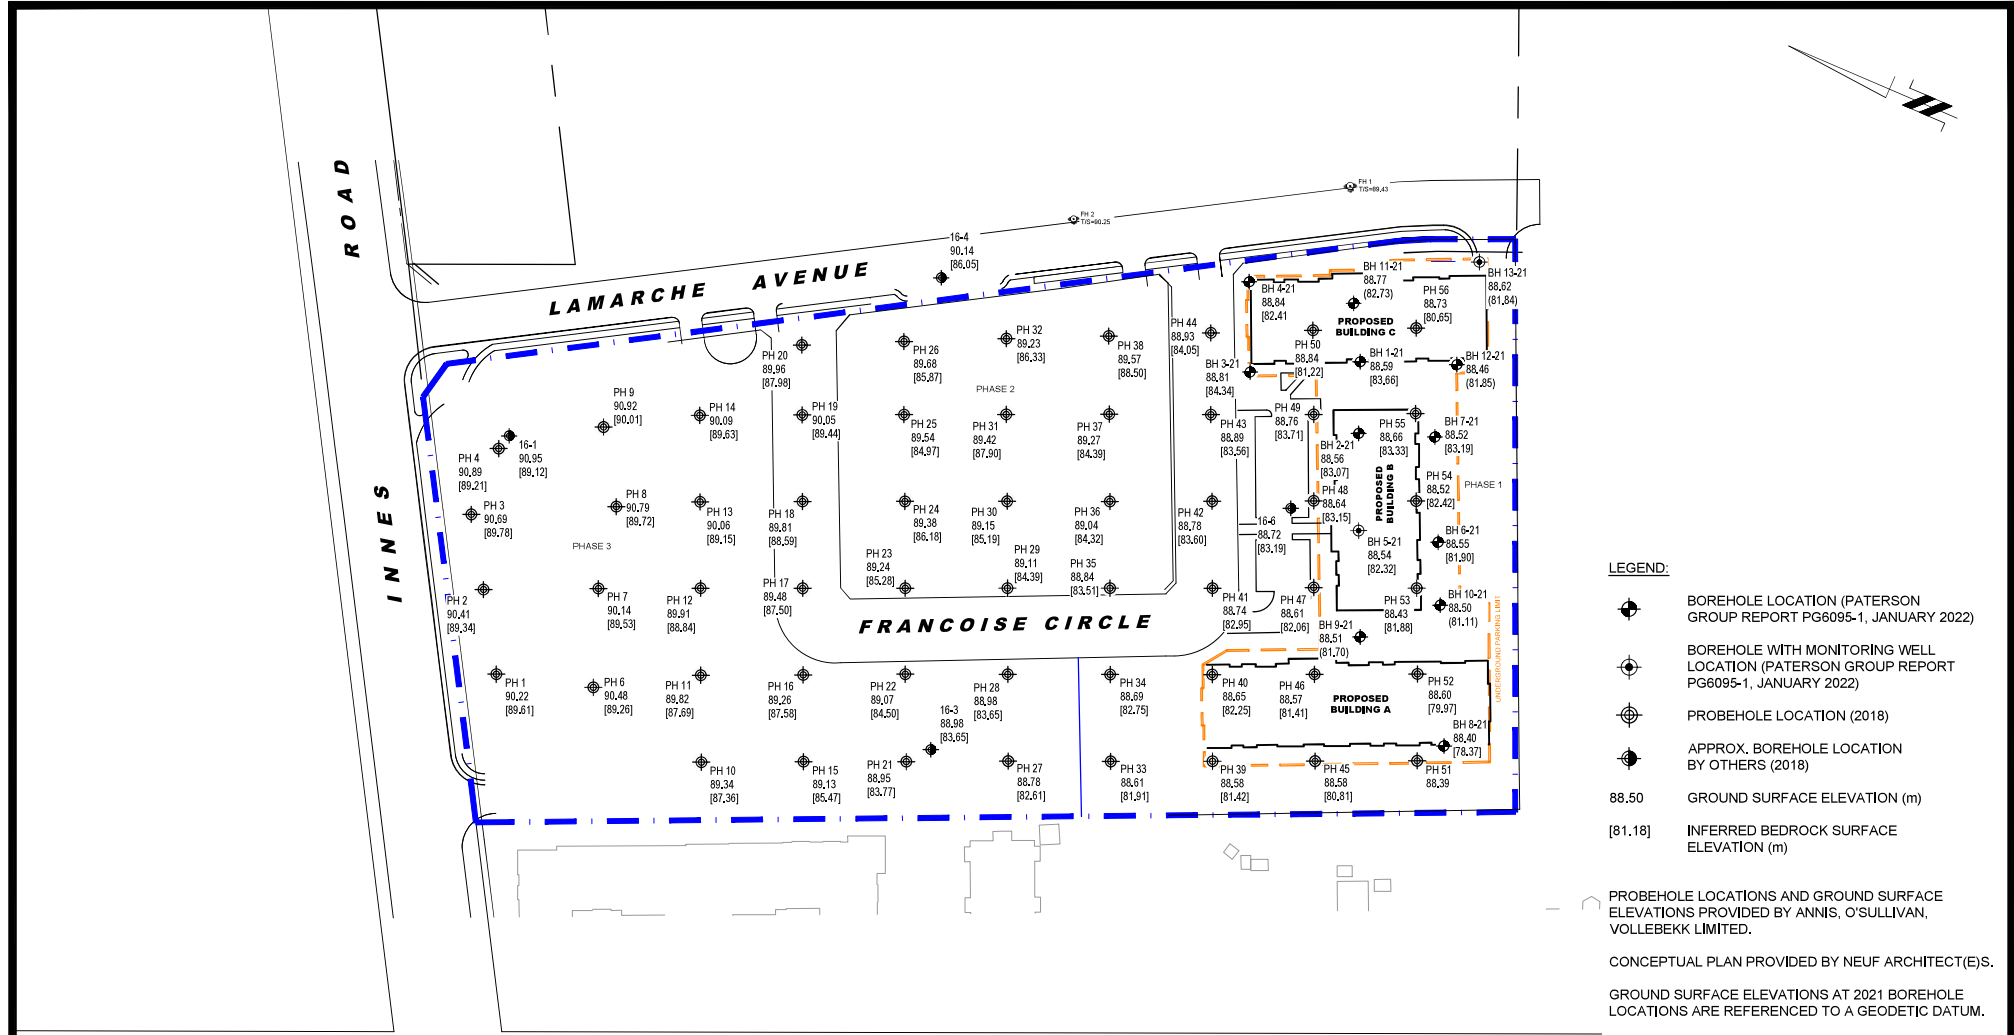 ROAD
INNES
LAMARCHE AVENUE
FRANCOISE CIRCLE
FH 1
T/S=89.43
FH 2
T/S=90.25
16-4
90.14
[86.05]
BH 11-21
88.77
(82.73)
BH 13-21
88.62
(81.84)
BH 4-21
88.84
[82.41
PH 56
88.73
[80.65]
PROPOSED
BUILDING C
PH 44
88.93
[84.05]
PH 50
88.84
[81.22]
BH 1-21
88.59
(83.66)
BH 12-21
88.46
(81.85)
BH 3-21
88.81
(84.34]
PH 20
89.96
[87.98]
PH 26
89.68
[85.87]
PH 32
89.23
[86.33]
PH 38
89.57
[88.50]
PHASE 2
PH 9
90.92
[90.01]
PH 14
90.09
[89.63]
PH 19
90.05
[89.44]
PH 25
89.54
[84.97]
PH 31
89.42
[87.90]
PH 37
89.27
[84.39]
PH 43
88.89
[83.56]
PH 49
88.76
[83.71]
BH 2-21
88.56
(83.07]
PH 55
88.66
[83.33]
BH 7-21
88.52
(83.19)
16-1
90.95
[89.12]
PH 4
90.89
[89.21]
PH 3
90.69
[89.78]
PH 8
90.79
[89.72]
PHASE 3
PH 13
90.06
[89.15]
PH 18
89.81
[88.59]
PH 24
89.38
[86.18]
PH 30
89.15
[85.19]
PH 36
89.04
[84.32]
PH 42
88.78
[83.60]
16-6
88.72
[83.19]
PH 48
88.64
[83.15]
PROPOSED
BUILDING B
PH 54
88.52
[82.42]
PHASE 1
BH 5-21
88.54
(82.32]
BH 6-21
88.55
(81.90)
PH 2
90.41
[89.34]
PH 7
90.14
[89.53]
PH 12
89.91
[88.84]
PH 17
89.48
[87.50]
PH 23
89.24
[85.28]
PH 29
89.11
[84.39]
PH 35
88.84
[83.51]
PH 41
88.74
[82.95]
PH 47
88.61
[82.06]
BH 9-21
88.51
(81.70)
PH 53
88.43
[81.88]
BH 10-21
88.50
(81.11)
UNDERGROUND PARKING LIMIT
PH 1
90.22
[89.61]
PH 6
90.48
[89.26]
PH 11
89.82
[87.69]
PH 16
89.26
[87.58]
PH 22
89.07
[84.50]
PH 28
88.98
[83.65]
16-3
88.98
[83.65]
PH 34
88.69
[82.75]
PH 40
88.65
[82.25]
PH 46
88.57
[81.41]
PROPOSED
BUILDING A
PH 52
88.60
[79.97]
BH 8-21
88.40
(78.37]
PH 10
89.34
[87.36]
PH 15
89.13
[85.47]
PH 21
88.95
[83.77]
PH 27
88.78
[82.61]
PH 33
88.61
[81.91]
PH 39
88.58
[81.42]
PH 45
88.58
[80.81]
PH 51
88.39
LEGEND:
BOREHOLE LOCATION (PATERSON
GROUP REPORT PG6095-1, JANUARY 2022)
BOREHOLE WITH MONITORING WELL
LOCATION (PATERSON GROUP REPORT
PG6095-1, JANUARY 2022)
PROBEHOLE LOCATION (2018)
APPROX. BOREHOLE LOCATION
BY OTHERS (2018)
88.50 GROUND SURFACE ELEVATION (m)
[81.18] INFERRED BEDROCK SURFACE
ELEVATION (m)
PROBEHOLE LOCATIONS AND GROUND SURFACE
ELEVATIONS PROVIDED BY ANNIS, O'SULLIVAN,
VOLLEBEKK LIMITED.
CONCEPTUAL PLAN PROVIDED BY NEUF ARCHITECT(E)S.
GROUND SURFACE ELEVATIONS AT 2021 BOREHOLE
LOCATIONS ARE REFERENCED TO A GEODETIC DATUM.